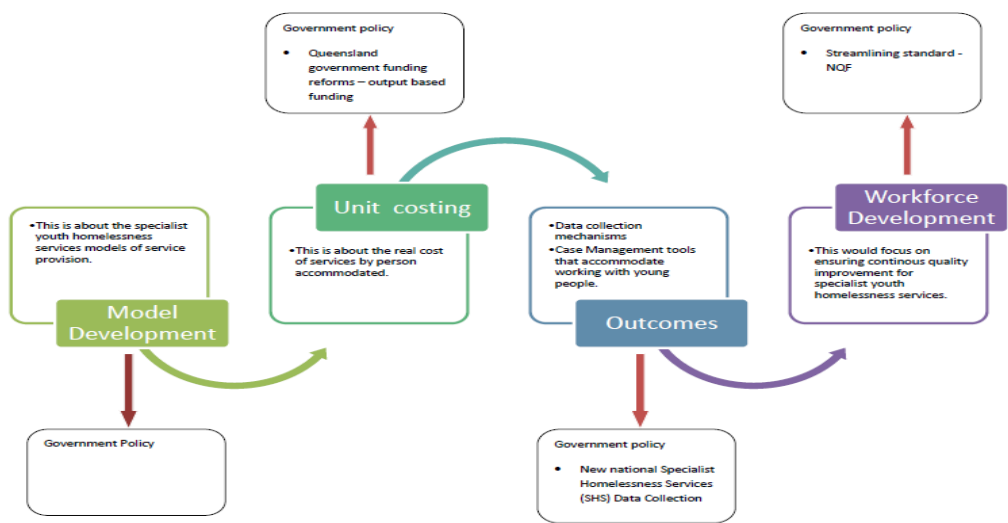 Government policy
• Queensland
government funding
reforms – output based
funding
Government policy
• Streamlining standard -
NQF
•This is about the specialist
youth homelessness
services models of service
provision.
Model
Development
Unit costing
•This is about the real cost
of services by person
accommodated.
•Data collection
mechanisms
•Case Management tools
that accommodate
working with young
people.
Outcomes
Workforce
Development
•This would focus on
ensuring continous quality
improvement for
specialist youth
homelessness services.
Government Policy
Government policy
• New national Specialist
Homelessness Services
(SHS) Data Collection